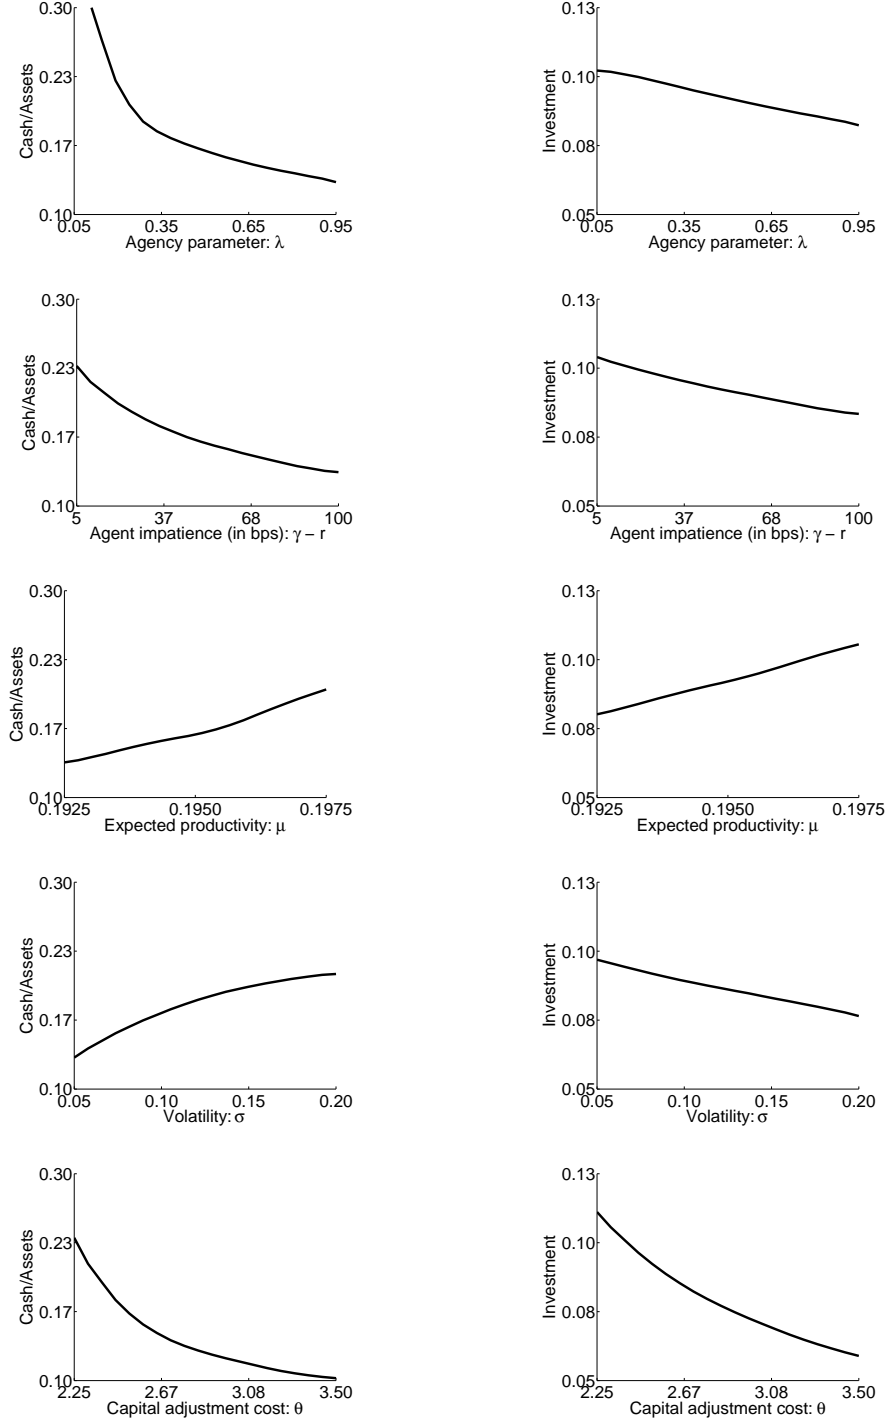 0.30 0.13
0.23 0.10
Cash/Assets Investment
0.17 0.08
0.10 0.05
0.05 0.35 0.65 0.95 0.05 0.35 0.65 0.95
Agency parameter: λ Agency parameter: λ
0.30 0.13
0.23 0.10
Cash/Assets Investment
0.17 0.08
0.10 0.05
5 37 68 100 5 37 68 100
Agent impatience (in bps): γ − r Agent impatience (in bps): γ − r
0.30 0.13
0.23 0.10
Cash/Assets Investment
0.17 0.08
0.10 0.05
0.1925 0.1950 0.1975 0.1925 0.1950 0.1975
Expected productivity: μ Expected productivity: μ
0.30 0.13
0.23 0.10
Cash/Assets Investment
0.17 0.08
0.10 0.05
0.05 0.10 0.15 0.20 0.05 0.10 0.15 0.20
Volatility: σ Volatility: σ
0.30 0.13
0.23 0.10
Cash/Assets Investment
0.17 0.08
0.10 0.05
2.25 2.67 3.08 3.50 2.25 2.67 3.08 3.50
Capital adjustment cost: θ Capital adjustment cost: θ